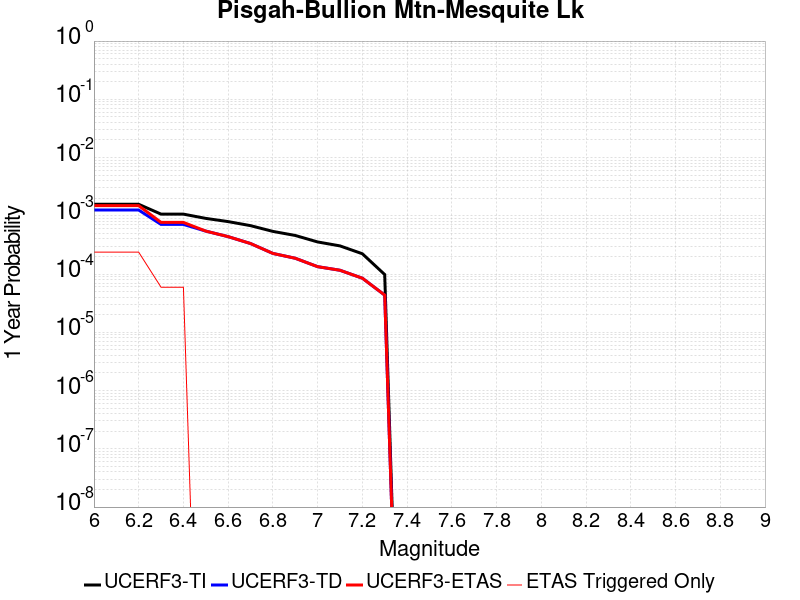 Pisgah-Bullion Mtn-Mesquite Lk
10^0
10^-1
10^-2
10^-3
10^-4
10^-5
10^-6
10^-7
10^-8
1 Year Probability
6 6.2 6.4 6.6 6.8 7 7.2 7.4 7.6 7.8 8 8.2 8.4 8.6 8.8 9
Magnitude
UCERF3-TI UCERF3-TD UCERF3-ETAS ETAS Triggered Only